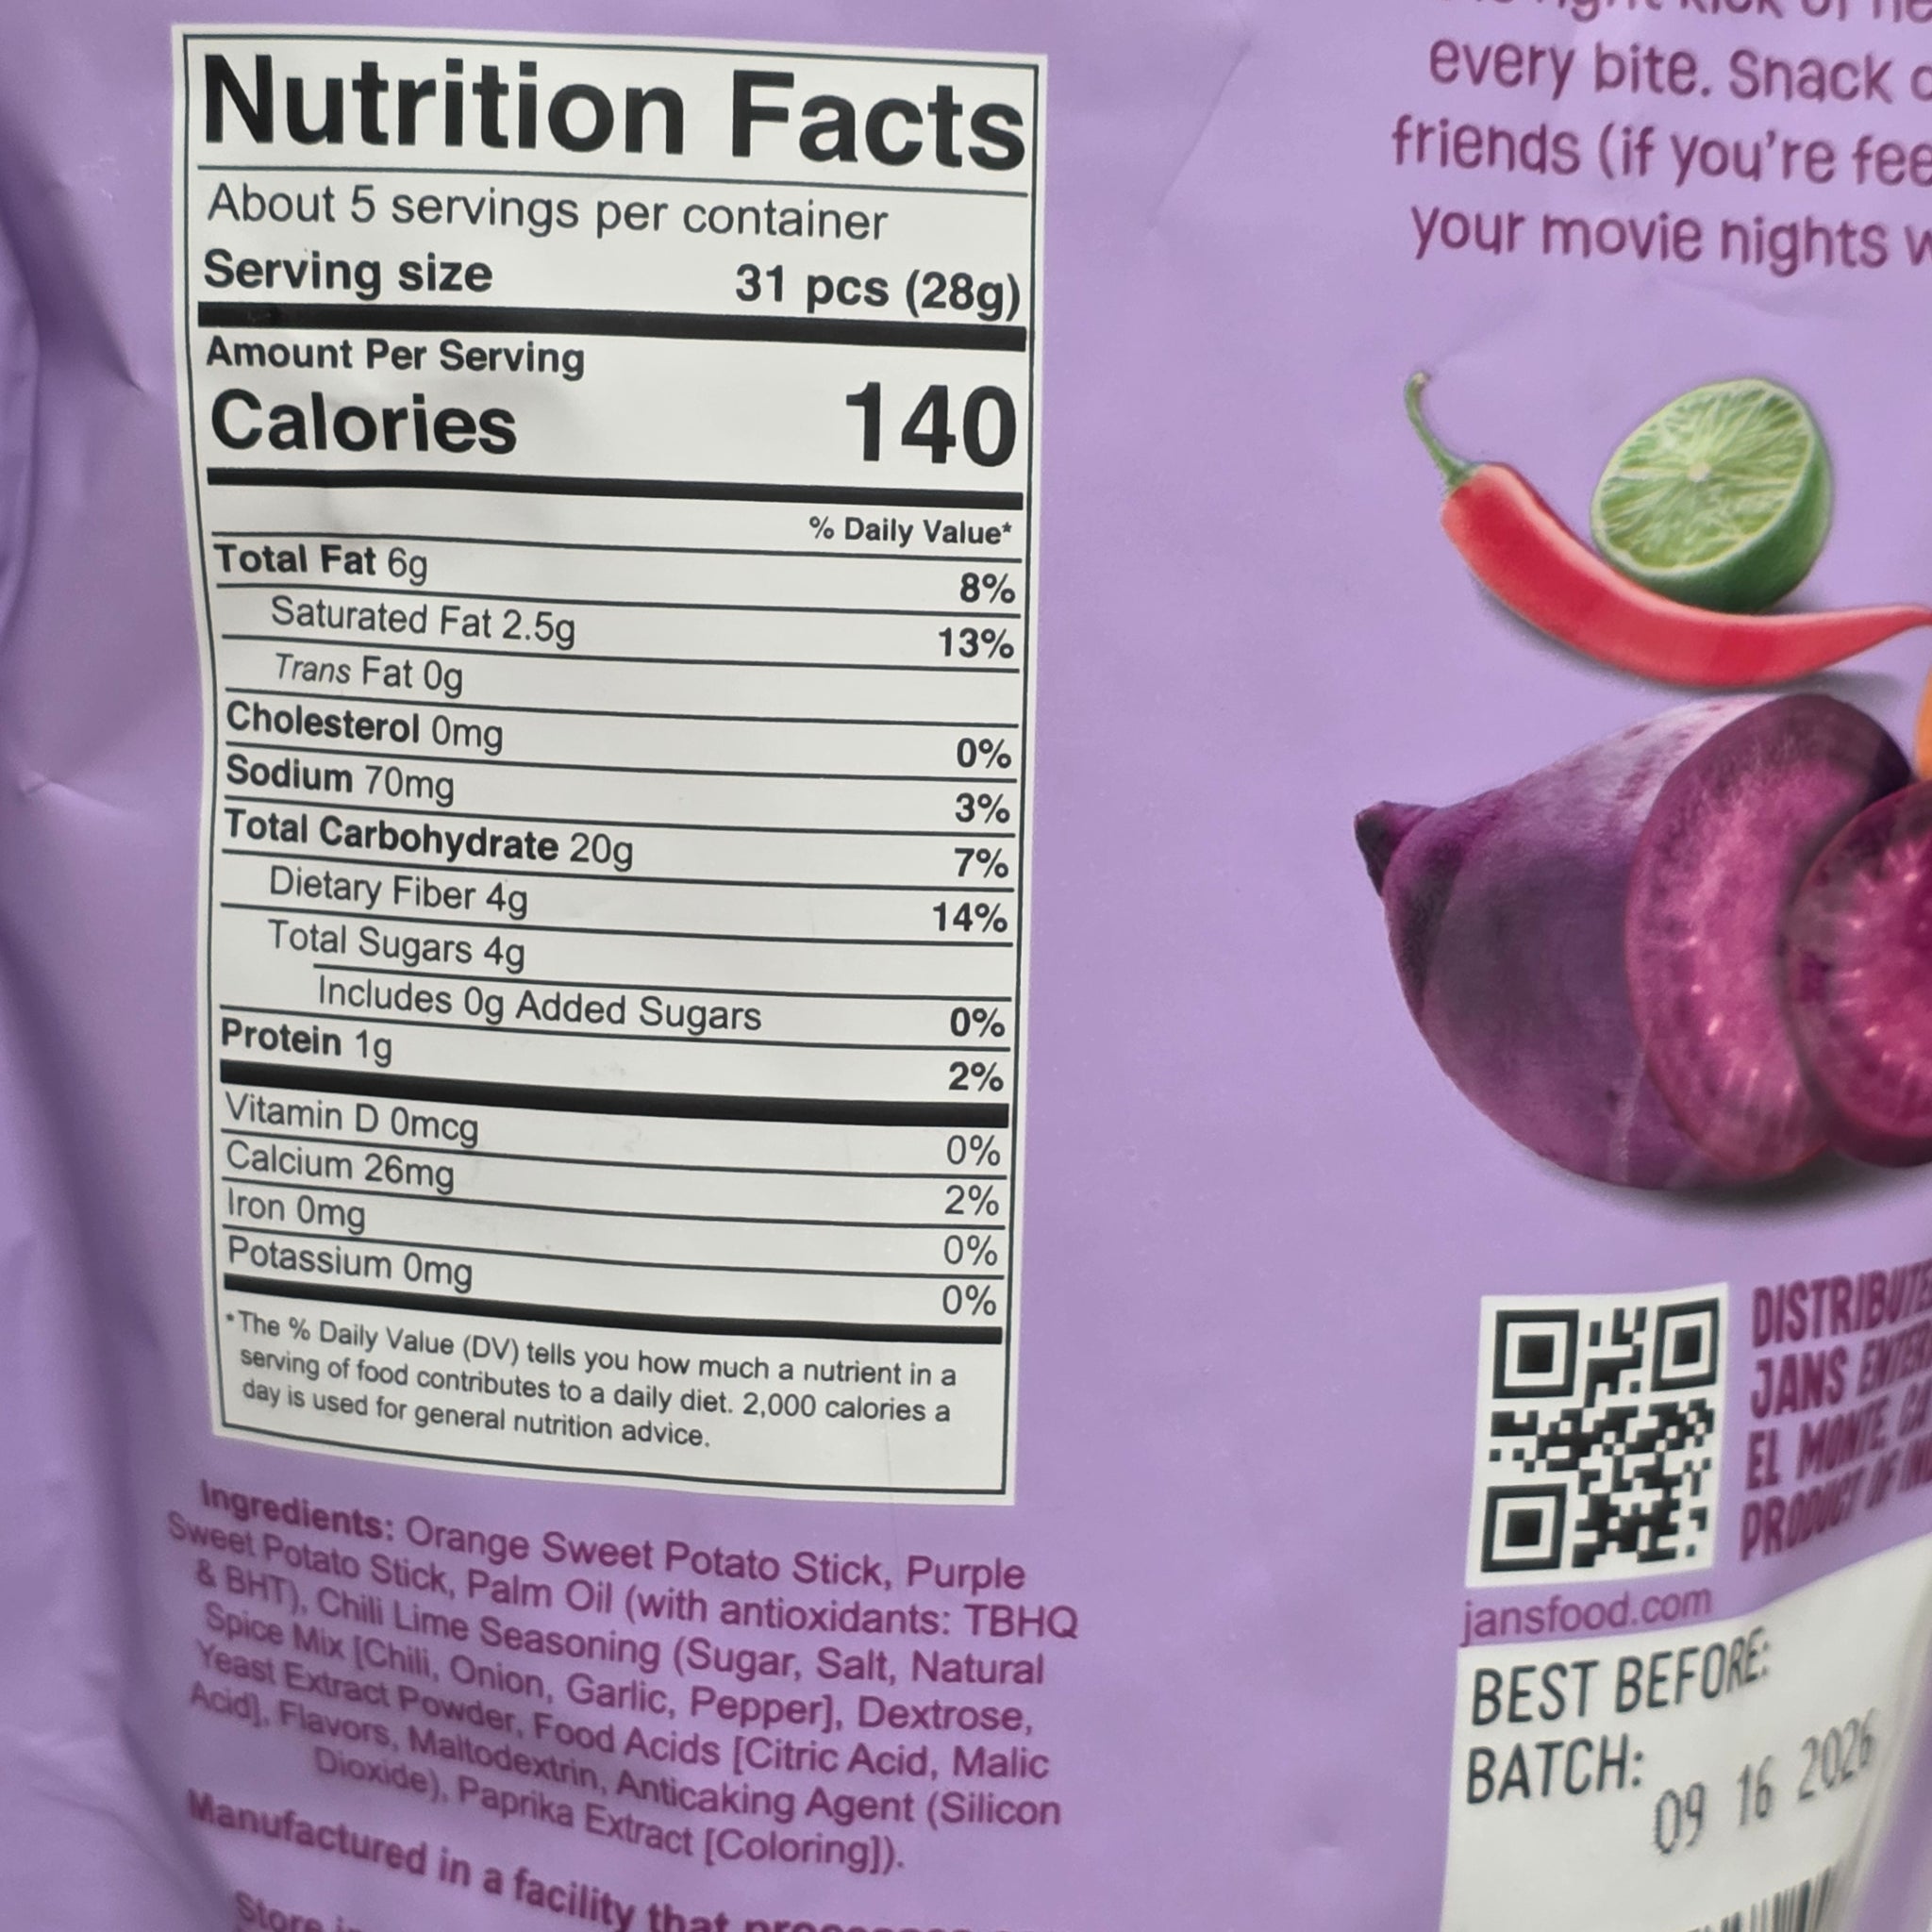 Nutrition Facts
About 5 servings per container
Serving size 31 pcs (28g)
Amount Per Serving
Calories 140
% Daily Value*
Total Fat 6g 8%
Saturated Fat 2.5g 13%
Trans Fat 0g
Cholesterol 0mg 0%
Sodium 70mg 3%
Total Carbohydrate 20g 7%
Dietary Fiber 4g 14%
Total Sugars 4g
Includes 0g Added Sugars 0%
Protein 1g 2%
Vitamin D 0mcg 0%
Calcium 26mg 2%
Iron 0mg 0%
Potassium 0mg 0%
*The % Daily Value (DV) tells you how much a nutrient in a
serving of food contributes to a daily diet. 2,000 calories a
day is used for general nutrition advice.
Ingredients: Orange Sweet Potato Stick, Purple
Sweet Potato Stick, Palm Oil (with antioxidants: TBHQ
& BHT), Chili Lime Seasoning (Sugar, Salt, Natural
Spice Mix [Chili, Onion, Garlic, Pepper], Dextrose,
Yeast Extract Powder, Food Acids [Citric Acid, Malic
Acid], Flavors, Maltodextrin, Anticaking Agent (Silicon
Dioxide), Paprika Extract [Coloring]).
Manufactured in a facility that
Store
kick of
every bite. Snack
friends (if you're
your movie nights
JANS
EL MONTE,
PRODUCT OF
jansfood.com
BEST BEFORE:
BATCH:
09 16 2026